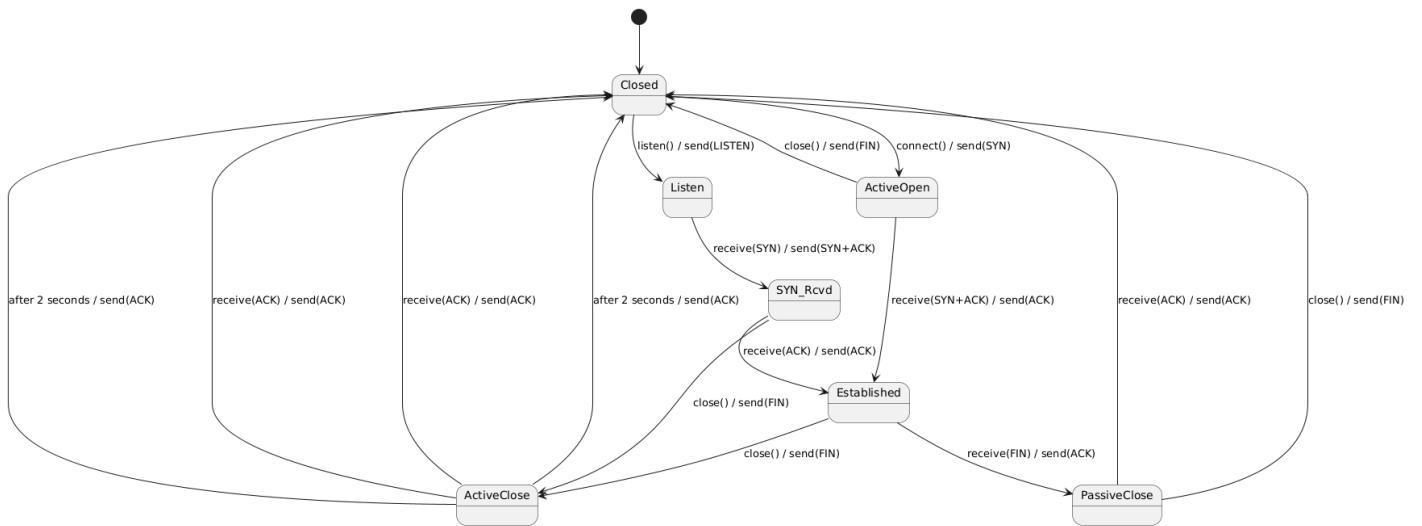 Closed
listen() / send(LISTEN)
close() / send(FIN)
connect() / send(SYN)
Listen
ActiveOpen
receive(SYN) / send(SYN+ACK)
after 2 seconds / send(ACK)
receive(ACK) / send(ACK)
receive(ACK) / send(ACK)
after 2 seconds / send(ACK)
SYN_Rcvd
receive(SYN+ACK) / send(ACK)
receive(ACK) / send(ACK)
close() / send(FIN)
receive(ACK) / send(ACK)
close() / send(FIN)
Established
close() / send(FIN)
receive(FIN) / send(ACK)
ActiveClose
PassiveClose